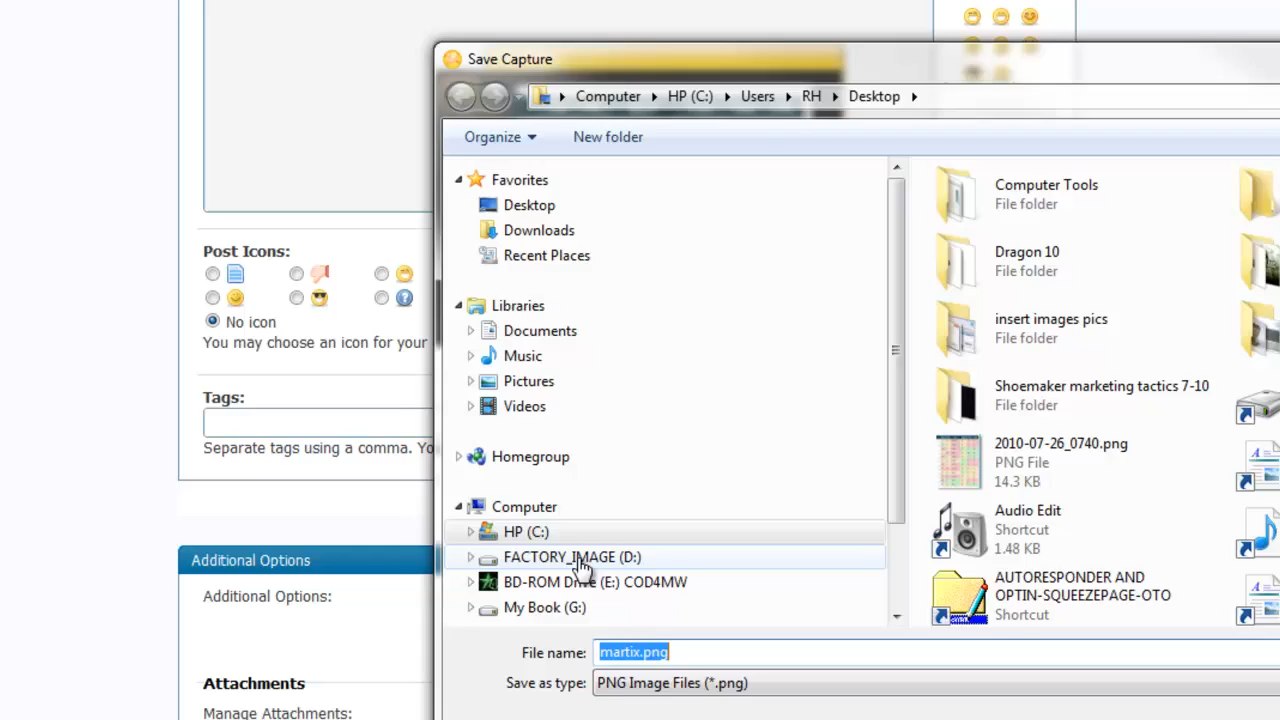 Save Capture
Computer HP (C:) Users RH Desktop
Organize New folder
Favorites
Desktop
Downloads
Recent Places
Libraries
Documents
Music
Pictures
Videos
Homegroup
Computer
HP (C:)
FACTORY_IMAGE (D:)
BD-ROM Drive (E:) COD4MW
My Book (G:)
Computer Tools
File folder
Dragon 10
File folder
insert images pics
File folder
Shoemaker marketing tactics 7-10
File folder
2010-07-26_0740.png
PNG File
14.3 KB
Audio Edit
Shortcut
1.48 KB
AUTORESPONDER AND
OPTIN-SQUEEZEPAGE-OTO
Shortcut
File name: martix.png
Save as type: PNG Image Files (*.png)
Post Icons:
No icon
You may choose an icon for your
Tags:
Separate tags using a comma. Yo
Additional Options
Additional Options:
Attachments
Manage Attachments: